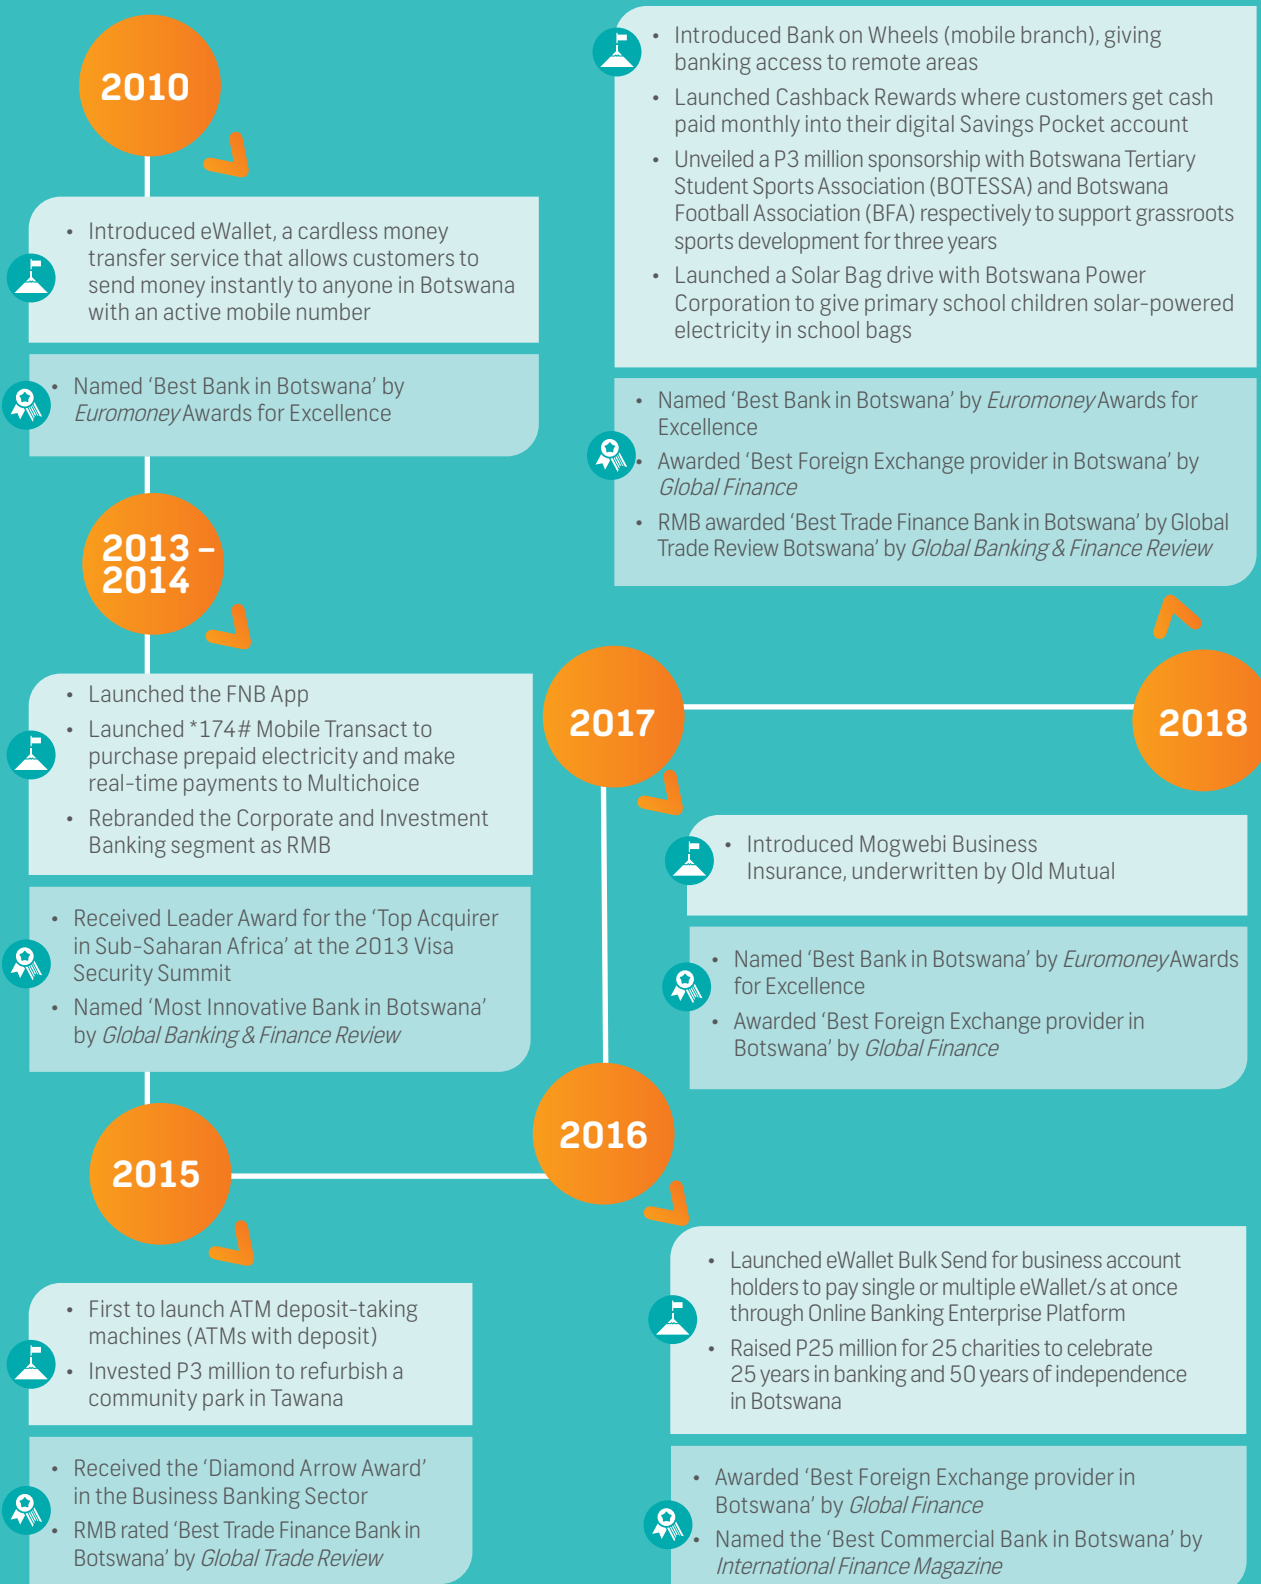 2010
• Introduced eWallet, a cardless money
transfer service that allows customers to
send money instantly to anyone in Botswana
with an active mobile number
• Named ‘Best Bank in Botswana’ by
Euromoney Awards for Excellence
2013 –
2014
• Launched the FNB App
• Launched *174# Mobile Transact to
purchase prepaid electricity and make
real-time payments to Multichoice
• Rebranded the Corporate and Investment
Banking segment as RMB
• Received Leader Award for the ‘Top Acquirer
in Sub-Saharan Africa’ at the 2013 Visa
Security Summit
• Named ‘Most Innovative Bank in Botswana’
by Global Banking & Finance Review
2015
• First to launch ATM deposit-taking
machines (ATMs with deposit)
• Invested P3 million to refurbish a
community park in Tawana
• Received the ‘Diamond Arrow Award’
in the Business Banking Sector
• RMB rated ‘Best Trade Finance Bank in
Botswana’ by Global Trade Review
2016
• Launched eWallet Bulk Send for business account
holders to pay single or multiple eWallet/s at once
through Online Banking Enterprise Platform
• Raised P25 million for 25 charities to celebrate
25 years in banking and 50 years of independence
in Botswana
• Awarded ‘Best Foreign Exchange provider in
Botswana’ by Global Finance
• Named the ‘Best Commercial Bank in Botswana’ by
International Finance Magazine
2017
• Introduced Mogwebi Business
Insurance, underwritten by Old Mutual
• Named ‘Best Bank in Botswana’ by Euromoney Awards
for Excellence
• Awarded ‘Best Foreign Exchange provider in
Botswana’ by Global Finance
2018
• Introduced Bank on Wheels (mobile branch), giving
banking access to remote areas
• Launched Cashback Rewards where customers get cash
paid monthly into their digital Savings Pocket account
• Unveiled a P3 million sponsorship with Botswana Tertiary
Student Sports Association (BOTESSA) and Botswana
Football Association (BFA) respectively to support grassroots
sports development for three years
• Launched a Solar Bag drive with Botswana Power
Corporation to give primary school children solar-powered
electricity in school bags
• Named ‘Best Bank in Botswana’ by Euromoney Awards for
Excellence
• Awarded ‘Best Foreign Exchange provider in Botswana’ by
Global Finance
• RMB awarded ‘Best Trade Finance Bank in Botswana’ by Global
Trade Review Botswana’ by Global Banking & Finance Review